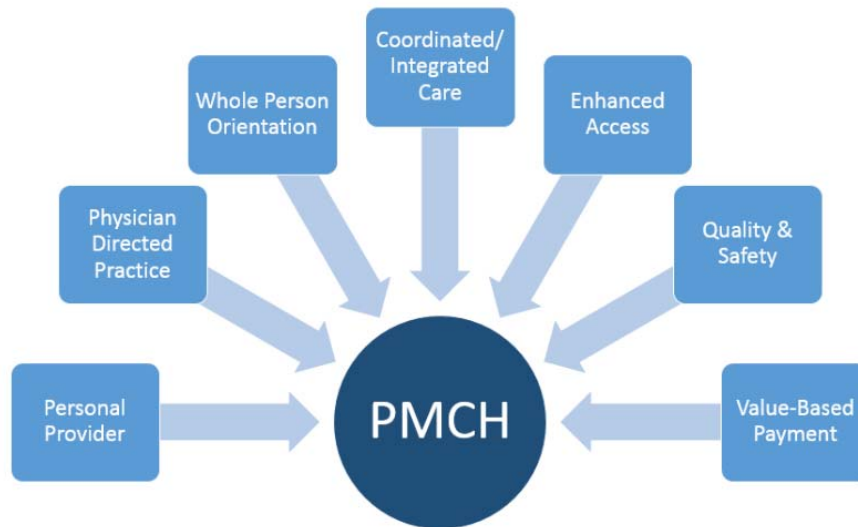 Personal
Provider
Physician
Directed
Practice
Whole Person
Orientation
Coordinated/
Integrated
Care
Enhanced
Access
Quality &
Safety
Value-Based
Payment
PMCH